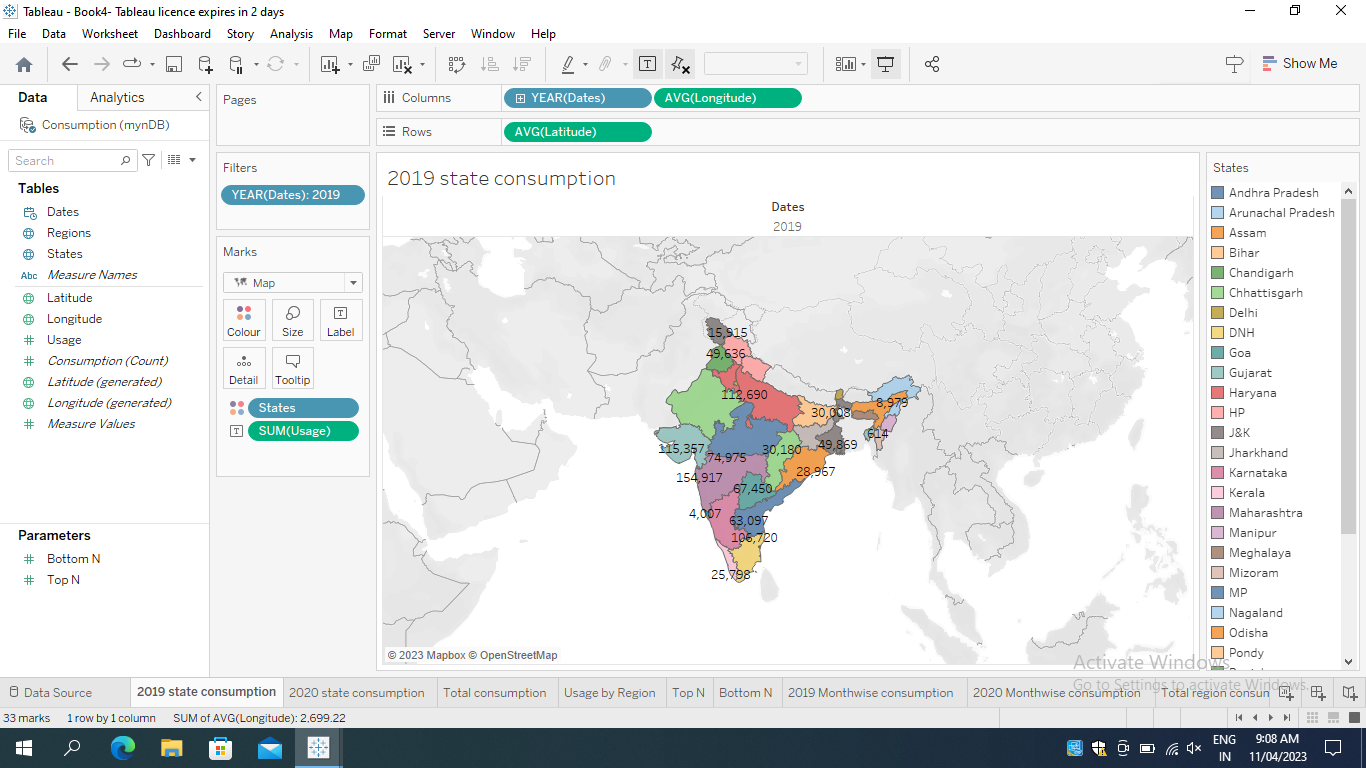 Tableau - Book4- Tableau licence expires in 2 days
File Data Worksheet Dashboard Story Analysis Map Format Server Window Help
Show Me
Data Analytics
Consumption (mynDB)
Search
Tables
Dates
Regions
States
Abc Measure Names
Latitude
Longitude
Usage
Consumption (Count)
Latitude (generated)
Longitude (generated)
Measure Values
Parameters
Bottom N
Top N
Pages
Filters
YEAR(Dates): 2019
Marks
Map
Colour Size Label
Detail Tooltip
States
SUM(Usage)
Columns YEAR(Dates) AVG(Longitude)
Rows AVG(Latitude)
2019 state consumption
Dates
2019
15,915
49,636
112,690
8,979
30,008
614
49,869
115,357
30,180
74,975
28,967
154,917
67,450
4,007
63,097
106,720
25,798
© 2023 Mapbox © OpenStreetMap
States
Andhra Pradesh
Arunachal Pradesh
Assam
Bihar
Chandigarh
Chhattisgarh
Delhi
DNH
Goa
Gujarat
Haryana
HP
J&K
Jharkhand
Karnataka
Kerala
Maharashtra
Manipur
Meghalaya
Mizoram
MP
Nagaland
Odisha
Pondy
Activate Windows
Go to Settings to activate Windows.
Data Source 2019 state consumption 2020 state consumption Total consumption Usage by Region Top N Bottom N 2019 Monthwise consumption 2020 Monthwise consumption Total region consun
33 marks 1 row by 1 column SUM of AVG(Longitude): 2,699.22
ENG
IN
9:08 AM
11/04/2023